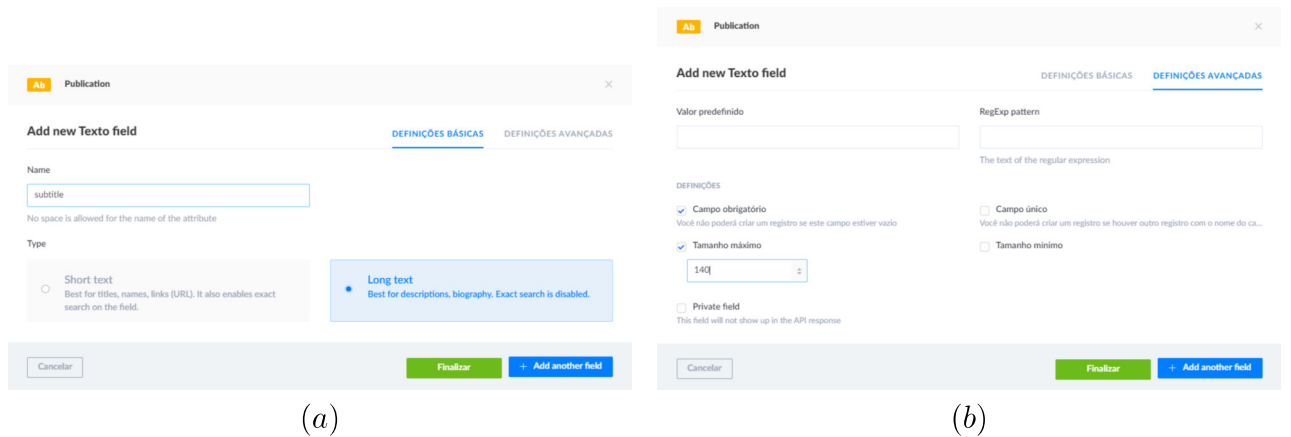 Ab Publication ×
Add new Texto field
DEFINIÇÕES BÁSICAS DEFINIÇÕES AVANÇADAS
Name
subtitle
No space is allowed for the name of the attribute
Type
Short text
Best for titles, names, links (URL). It also enables exact
search on the field.
Long text
Best for descriptions, biography. Exact search is disabled.
Cancelar
Finalizar
+ Add another field
(a)
Ab Publication ×
Add new Texto field
DEFINIÇÕES BÁSICAS DEFINIÇÕES AVANÇADAS
Valor predefinido
RegExp pattern
The text of the regular expression
DEFINIÇÕES
Campo obrigatório
Você não poderá criar um registro se este campo estiver vazio
Campo único
Você não poderá criar um registro se houver outro registro com o nome do ca...
Tamanho máximo
140
Tamanho mínimo
Private field
This field will not show up in the API response
Cancelar
Finalizar
+ Add another field
(b)